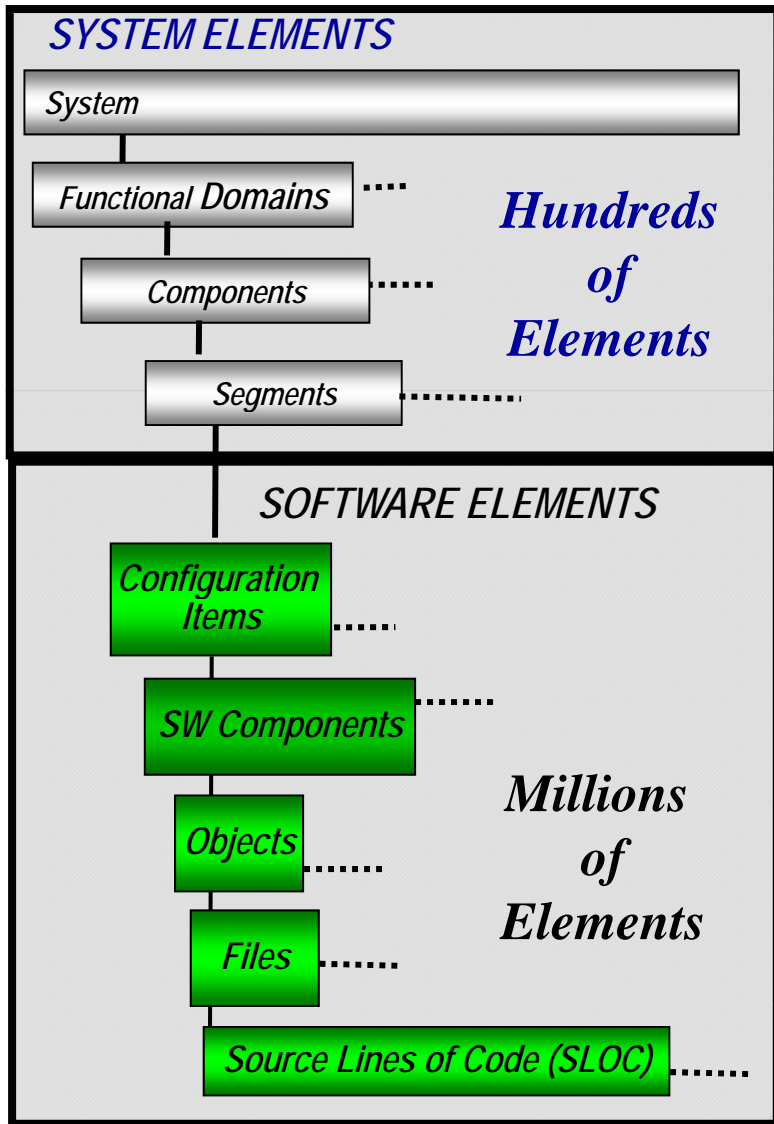 SYSTEM ELEMENTS
System
Functional Domains
Components
Segments
Hundreds
of
Elements
SOFTWARE ELEMENTS
Configuration
Items
SW Components
Objects
Files
Source Lines of Code (SLOC)
Millions
of
Elements